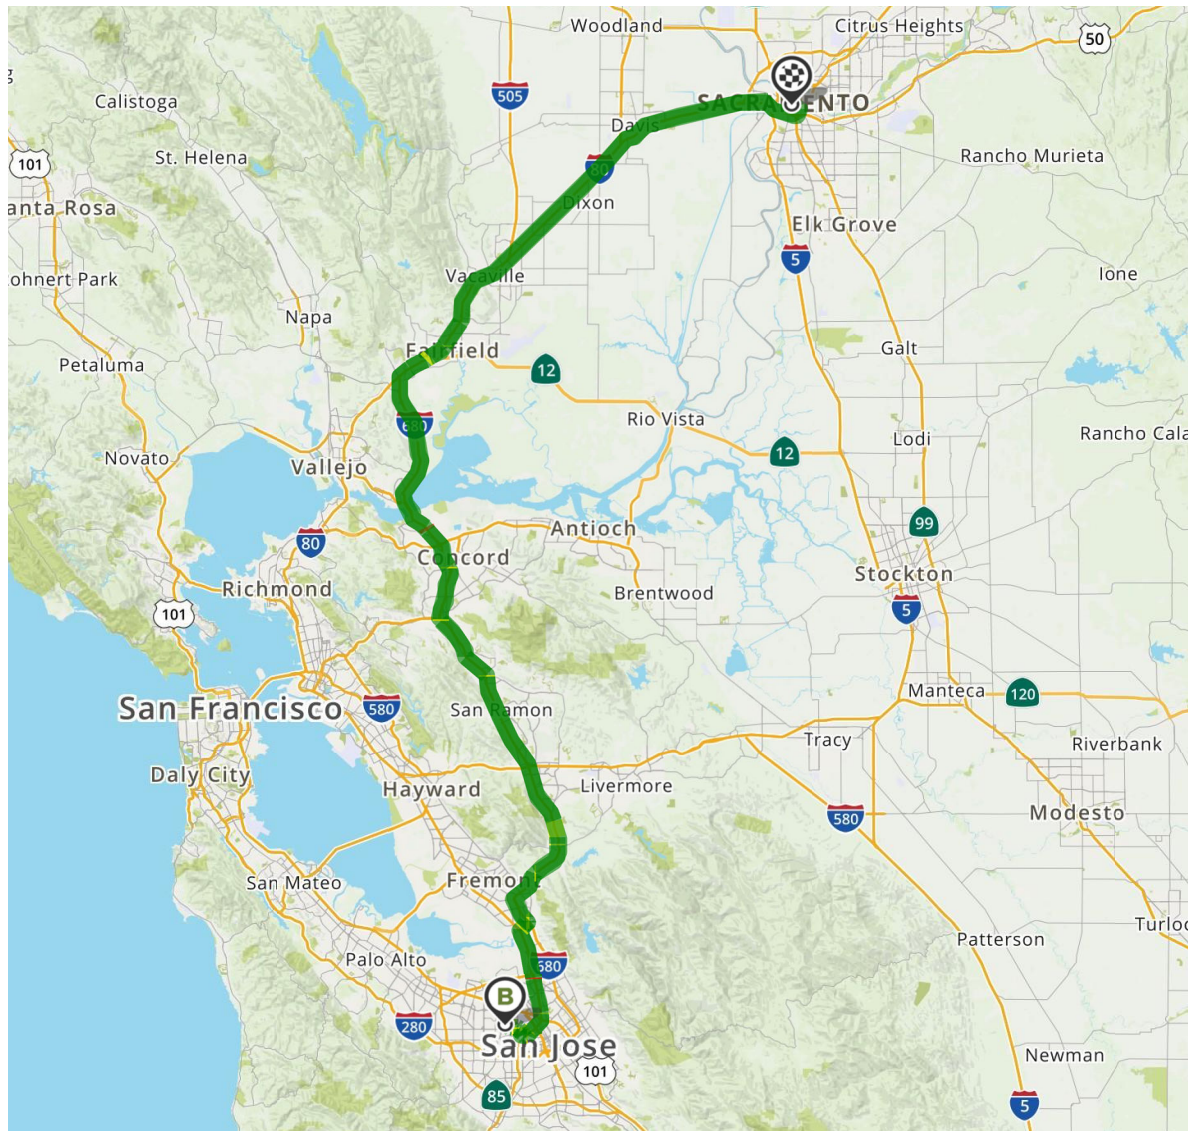 Woodland
Citrus Heights
50
505
Calistoga
SACRAMENTO
Davis
101
St. Helena
Rancho Murieta
80
anta Rosa
Dixon
Elk Grove
5
ohnert Park
Vacaville
Ione
Napa
Petaluma
Fairfield
12
Galt
680
Rio Vista
Lodi
Rancho Cala
Novato
Vallejo
12
99
Antioch
80
Concord
Stockton
Richmond
Brentwood
101
5
San Francisco
580
San Ramon
Manteca
120
Tracy
Riverbank
Daly City
Hayward
Livermore
580
Modesto
San Mateo
Fremont
Turloc
Patterson
Palo Alto
680
B
280
San Jose
101
Newman
85
5